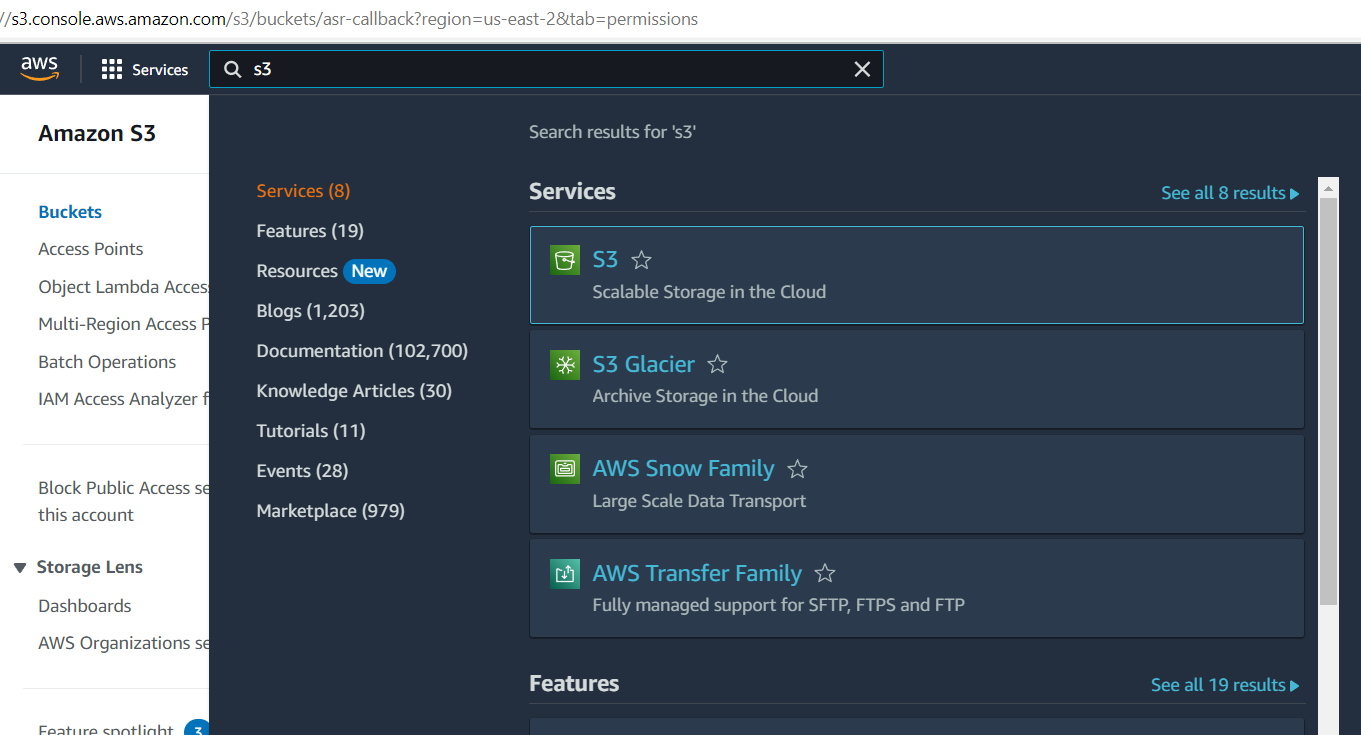 //s3.console.aws.amazon.com/s3/buckets/asr-callback?region=us-east-2&tab=permissions
aws
Services
s3
Amazon S3
Buckets
Access Points
Object Lambda Access
Multi-Region Access P
Batch Operations
IAM Access Analyzer f
Block Public Access se
this account
Storage Lens
Dashboards
AWS Organizations se
Feature spotlight 3
Search results for 's3'
Services (8)
Features (19)
Resources New
Blogs (1,203)
Documentation (102,700)
Knowledge Articles (30)
Tutorials (11)
Events (28)
Marketplace (979)
Services
See all 8 results
S3
Scalable Storage in the Cloud
S3 Glacier
Archive Storage in the Cloud
AWS Snow Family
Large Scale Data Transport
AWS Transfer Family
Fully managed support for SFTP, FTPS and FTP
Features
See all 19 results